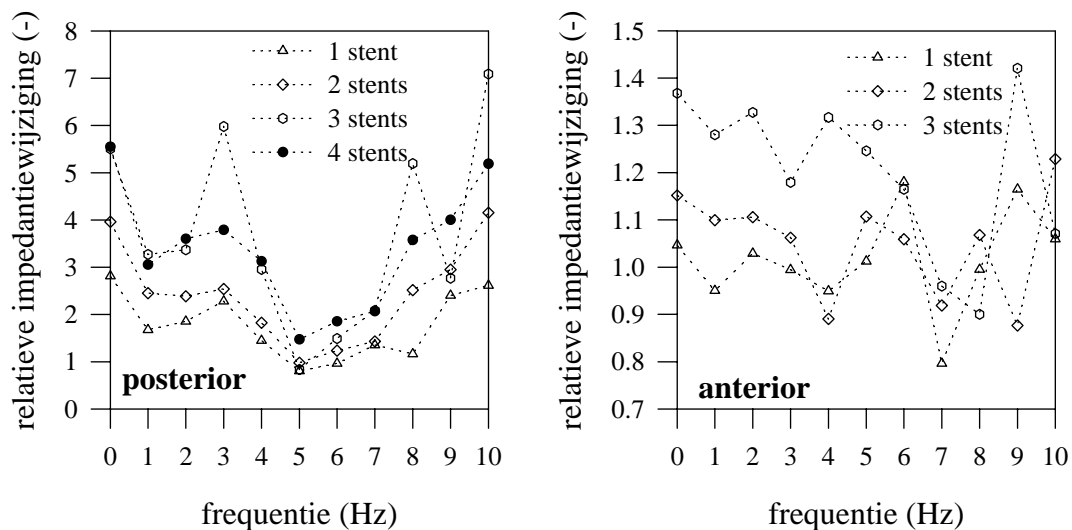 relatieve impedantiewijziging (-)
8
7
6
5
4
3
2
1
0
1 stent
2 stents
3 stents
4 stents
posterior
0 1 2 3 4 5 6 7 8 9 10
frequentie (Hz)
relatieve impedantiewijziging (-)
1.5
1.4
1.3
1.2
1.1
1.0
0.9
0.8
0.7
1 stent
2 stents
3 stents
anterior
0 1 2 3 4 5 6 7 8 9 10
frequentie (Hz)